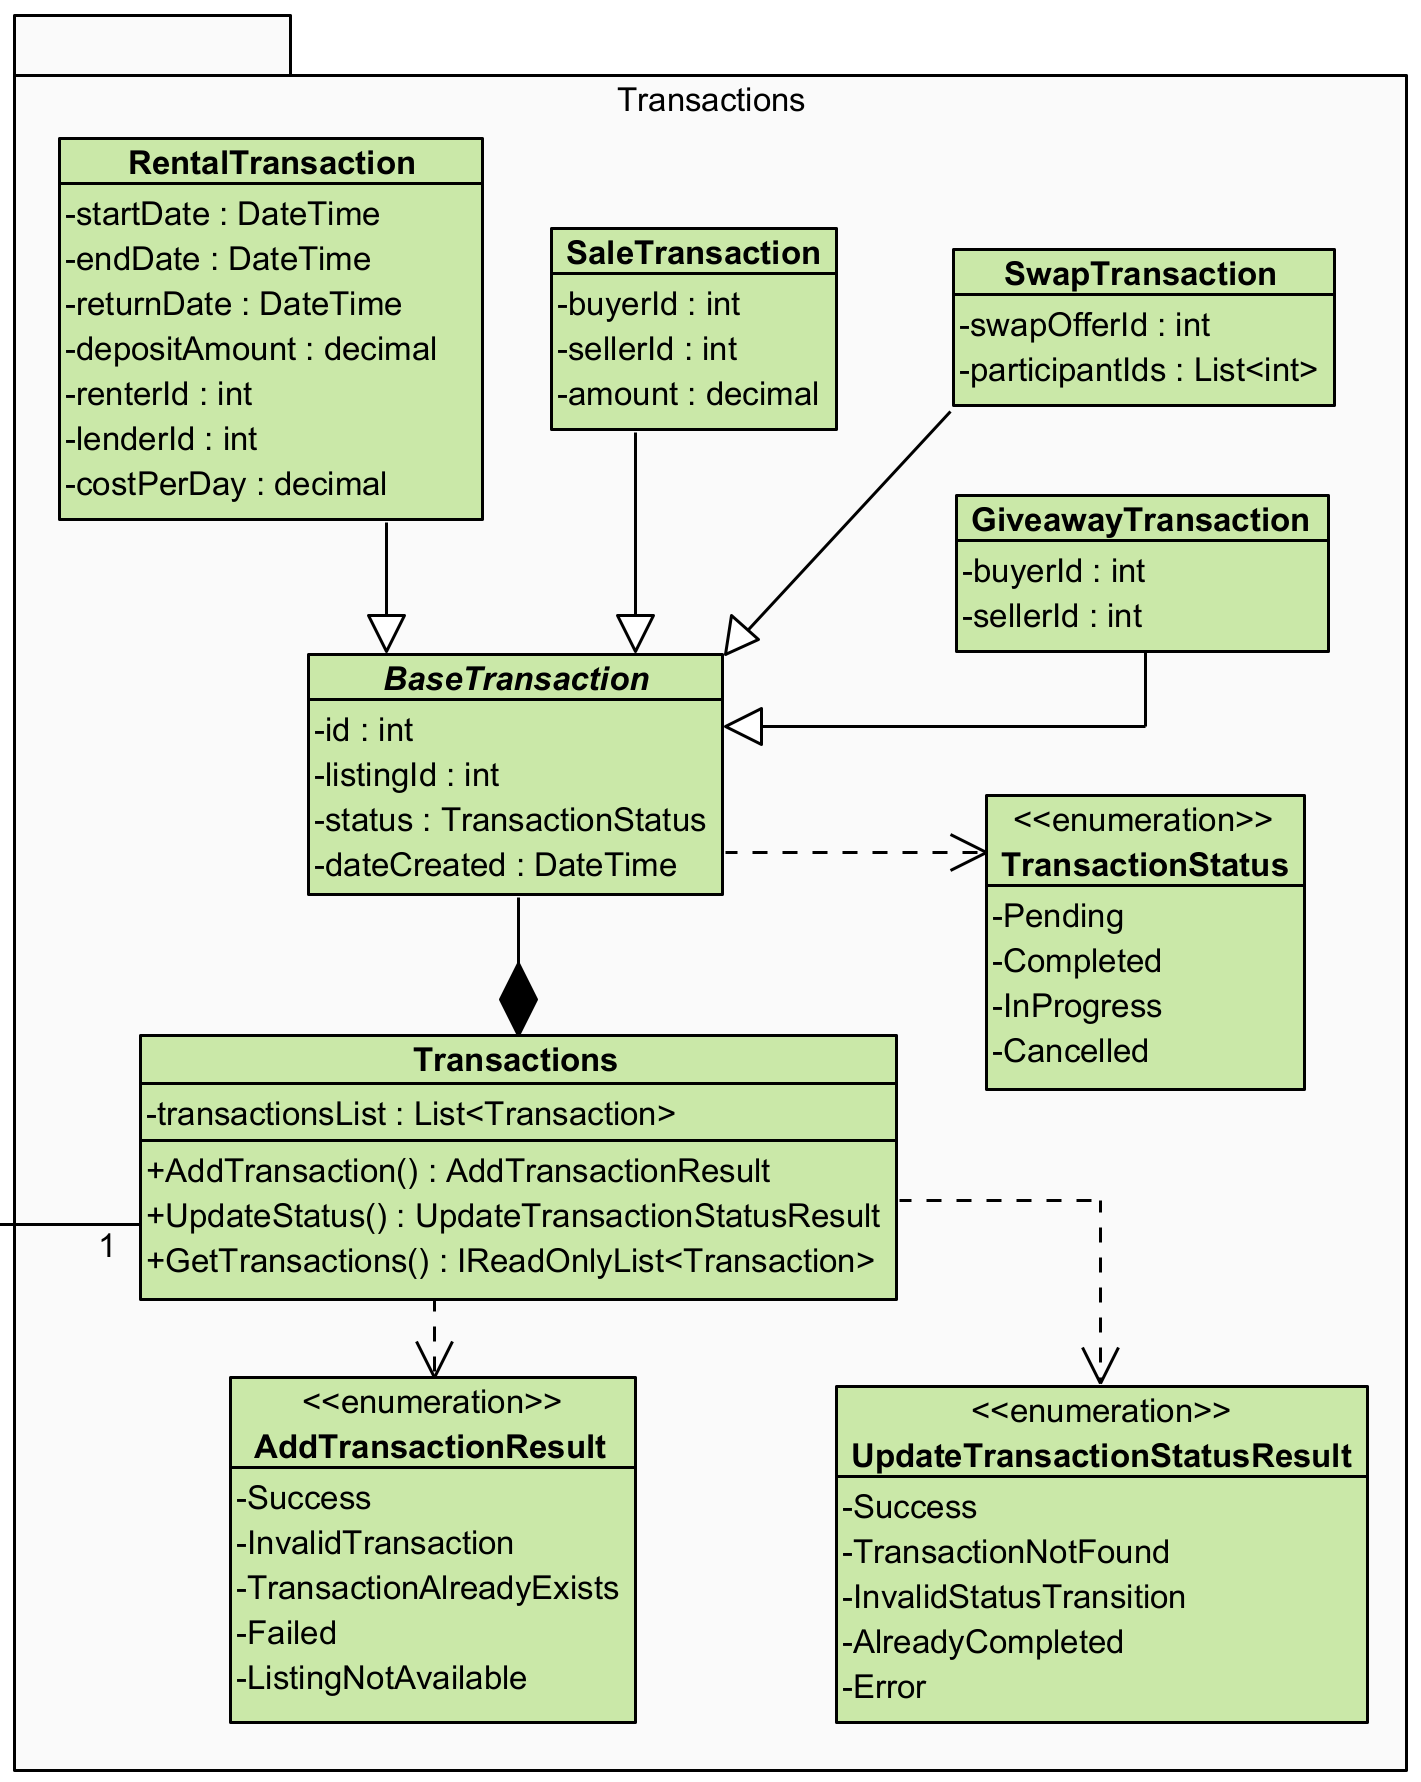 Transactions
RentalTransaction
-startDate : DateTime
-endDate : DateTime
-returnDate : DateTime
-depositAmount : decimal
-renterId : int
-lenderId : int
-costPerDay : decimal
SaleTransaction
-buyerId : int
-sellerId : int
-amount : decimal
SwapTransaction
-swapOfferId : int
-participantIds : List<int>
GiveawayTransaction
-buyerId : int
-sellerId : int
BaseTransaction
-id : int
-listingId : int
-status : TransactionStatus
-dateCreated : DateTime
<<enumeration>>
TransactionStatus
-Pending
-Completed
-InProgress
-Cancelled
Transactions
-transactionsList : List<Transaction>
+AddTransaction() : AddTransactionResult
+UpdateStatus() : UpdateTransactionStatusResult
+GetTransactions() : IReadOnlyList<Transaction>
1
<<enumeration>>
AddTransactionResult
-Success
-InvalidTransaction
-TransactionAlreadyExists
-Failed
-ListingNotAvailable
<<enumeration>>
UpdateTransactionStatusResult
-Success
-TransactionNotFound
-InvalidStatusTransition
-AlreadyCompleted
-Error